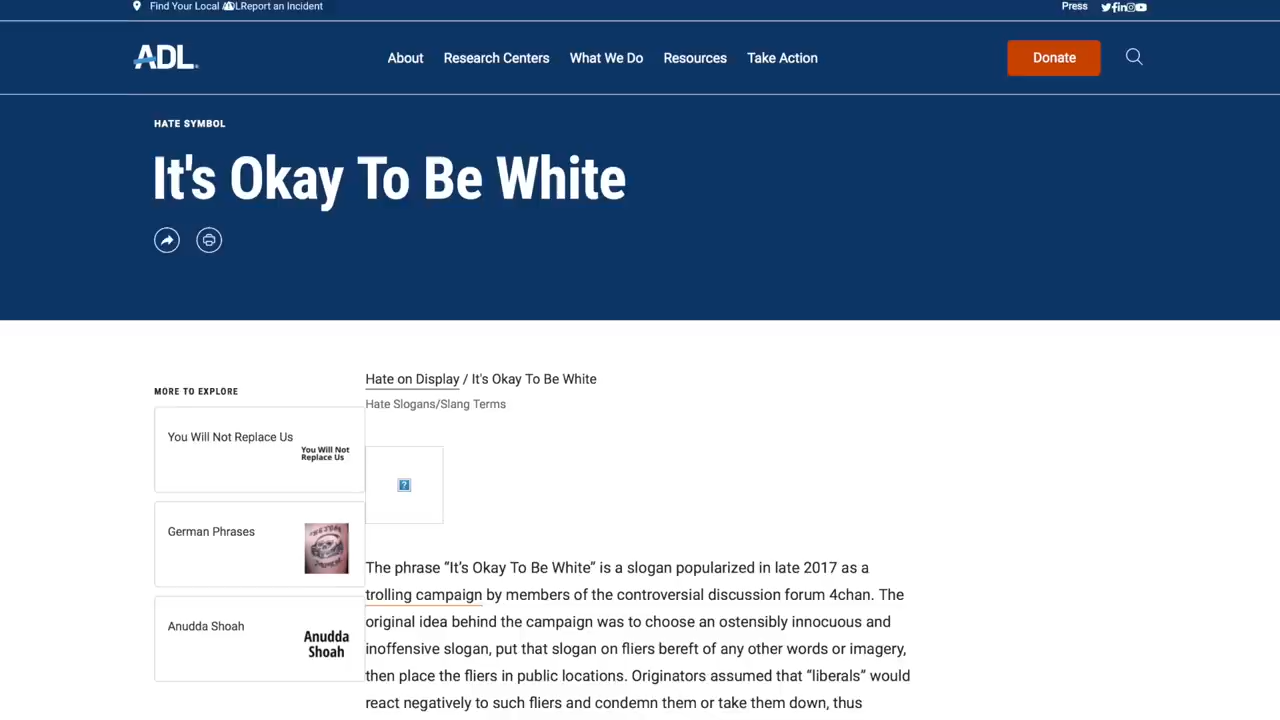 Find Your Local ADL Report an Incident
Press
ADL
About Research Centers What We Do Resources Take Action
Donate
HATE SYMBOL
It's Okay To Be White
MORE TO EXPLORE
You Will Not Replace Us
You Will Not
Replace Us
German Phrases
Anudda Shoah
Anudda
Shoah
Hate on Display / It's Okay To Be White
Hate Slogans/Slang Terms
The phrase “It’s Okay To Be White” is a slogan popularized in late 2017 as a
trolling campaign by members of the controversial discussion forum 4chan. The
original idea behind the campaign was to choose an ostensibly innocuous and
inoffensive slogan, put that slogan on fliers bereft of any other words or imagery,
then place the fliers in public locations. Originators assumed that “liberals” would
react negatively to such fliers and condemn them or take them down, thus